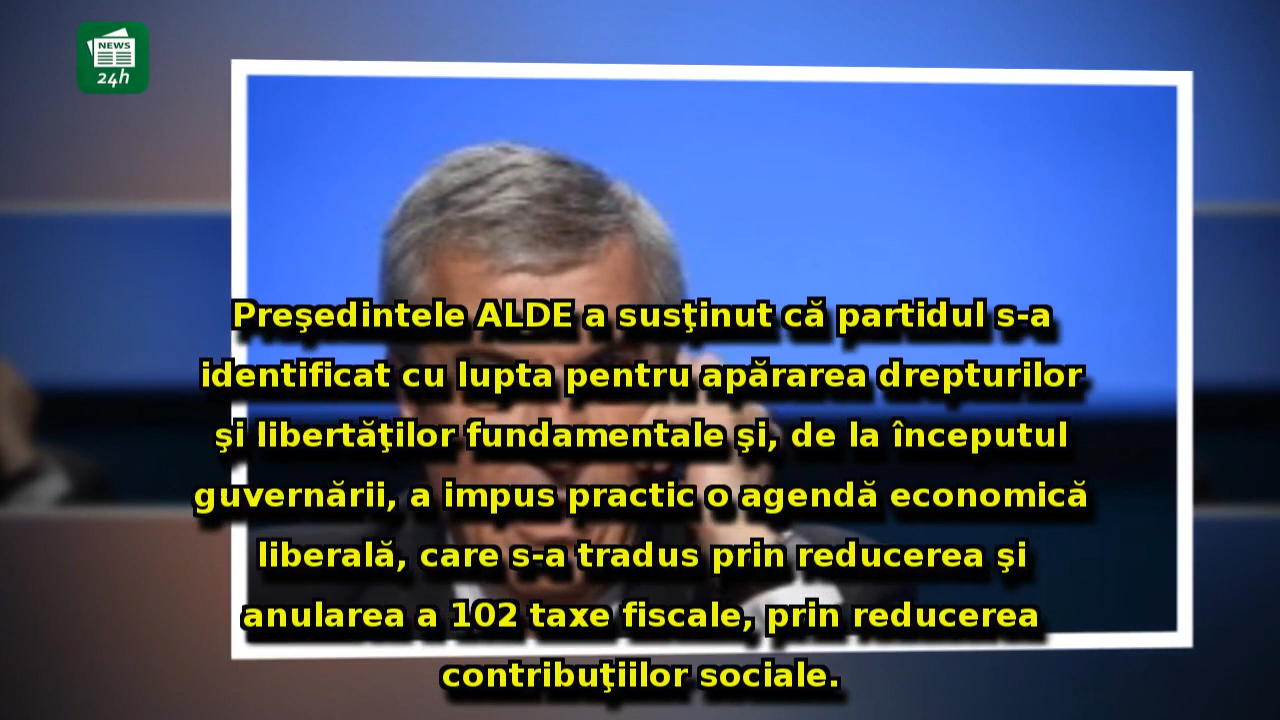 NEWS
24h
Preşedintele ALDE a susţinut că partidul s-a
identificat cu lupta pentru apărarea drepturilor
şi libertăţilor fundamentale şi, de la începutul
guvernării, a impus practic o agendă economică
liberală, care s-a tradus prin reducerea şi
anularea a 102 taxe fiscale, prin reducerea
contribuţiilor sociale.